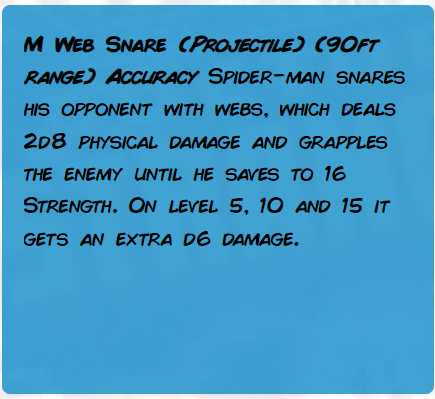 M Web Snare (Projectile) (90ft
range) Accuracy Spider-man snares
his opponent with webs, which deals
2d8 physical damage and grapples
the enemy until he saves to 16
Strength. On level 5, 10 and 15 it
gets an extra d6 damage.